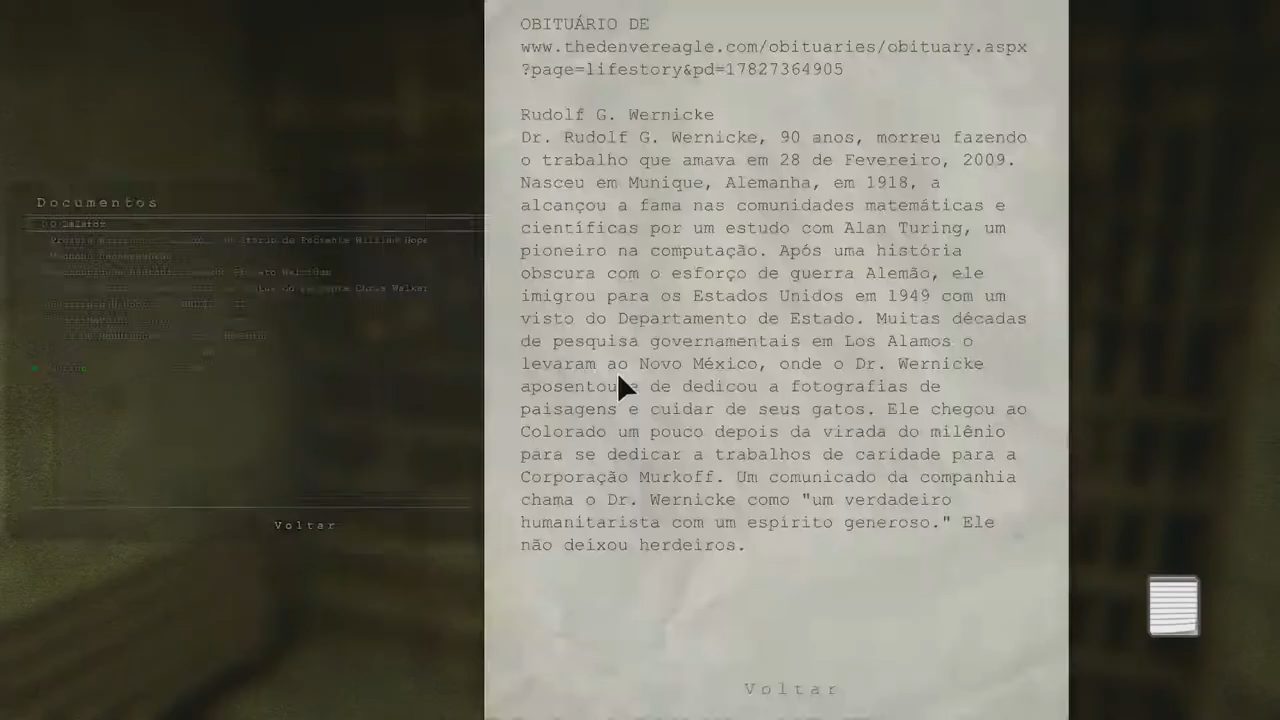 OBITUÁRIO DE
www.thedenvereagle.com/obituaries/obituary.aspx
?page=lifestory&pd=17827364905
Rudolf G. Wernicke
Dr. Rudolf G. Wernicke, 90 anos, morreu fazendo
o trabalho que amava em 28 de Fevereiro, 2009.
Nasceu em Munique, Alemanha, em 1918, a
alcançou a fama nas comunidades matemáticas e
científicas por um estudo com Alan Turing, um
pioneiro na computação. Após uma história
obscura com o esforço de guerra Alemão, ele
imigrou para os Estados Unidos em 1949 com um
visto do Departamento de Estado. Muitas décadas
de pesquisa governamentais em Los Alamos o
levaram ao Novo México, onde o Dr. Wernicke
aposentou e de dedicou a fotografias de
paisagens e cuidar de seus gatos. Ele chegou ao
Colorado um pouco depois da virada do milênio
para se dedicar a trabalhos de caridade para a
Corporação Murkoff. Um comunicado da companhia
chama o Dr. Wernicke como "um verdadeiro
humanitarista com um espírito generoso." Ele
não deixou herdeiros.
Voltar
Documentos
de Paciente William Hope
Chris Walker
Voltar